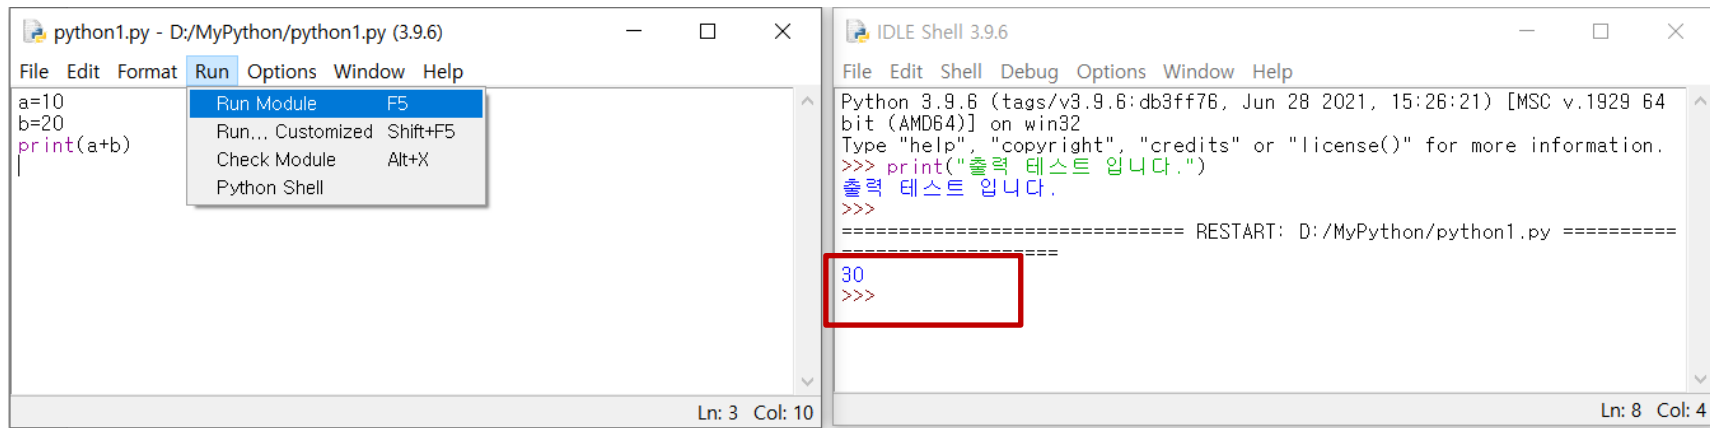 python1.py - D:/MyPython/python1.py (3.9.6)
File Edit Format Run Options Window Help
a=10
b=20
print(a+b)
Run Module F5
Run... Customized Shift+F5
Check Module Alt+X
Python Shell
Ln: 3 Col: 10
IDLE Shell 3.9.6
File Edit Shell Debug Options Window Help
Python 3.9.6 (tags/v3.9.6:db3ff76, Jun 28 2021, 15:26:21) [MSC v.1929 64
bit (AMD64)] on win32
Type "help", "copyright", "credits" or "license()" for more information.
>>> print("출력 테스트 입니다.")
출력 테스트 입니다.
>>>
============================== RESTART: D:/MyPython/python1.py ==========
===================
30
>>>
Ln: 8 Col: 4